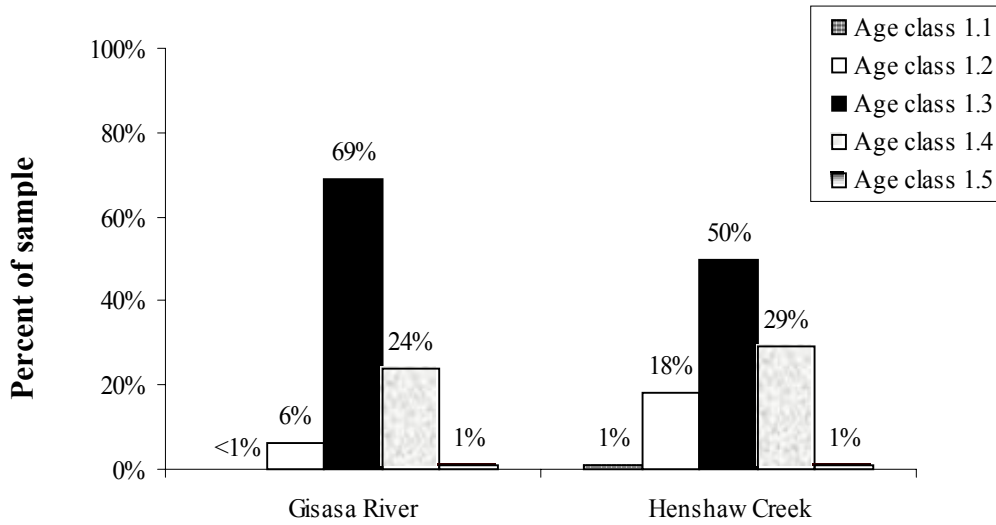 Age class 1.1
Age class 1.2
Age class 1.3
Age class 1.4
Age class 1.5
Percent of sample
100%
80%
60%
40%
20%
0%
<1%
6%
69%
24%
1%
1%
18%
50%
29%
1%
Gisasa River
Henshaw Creek